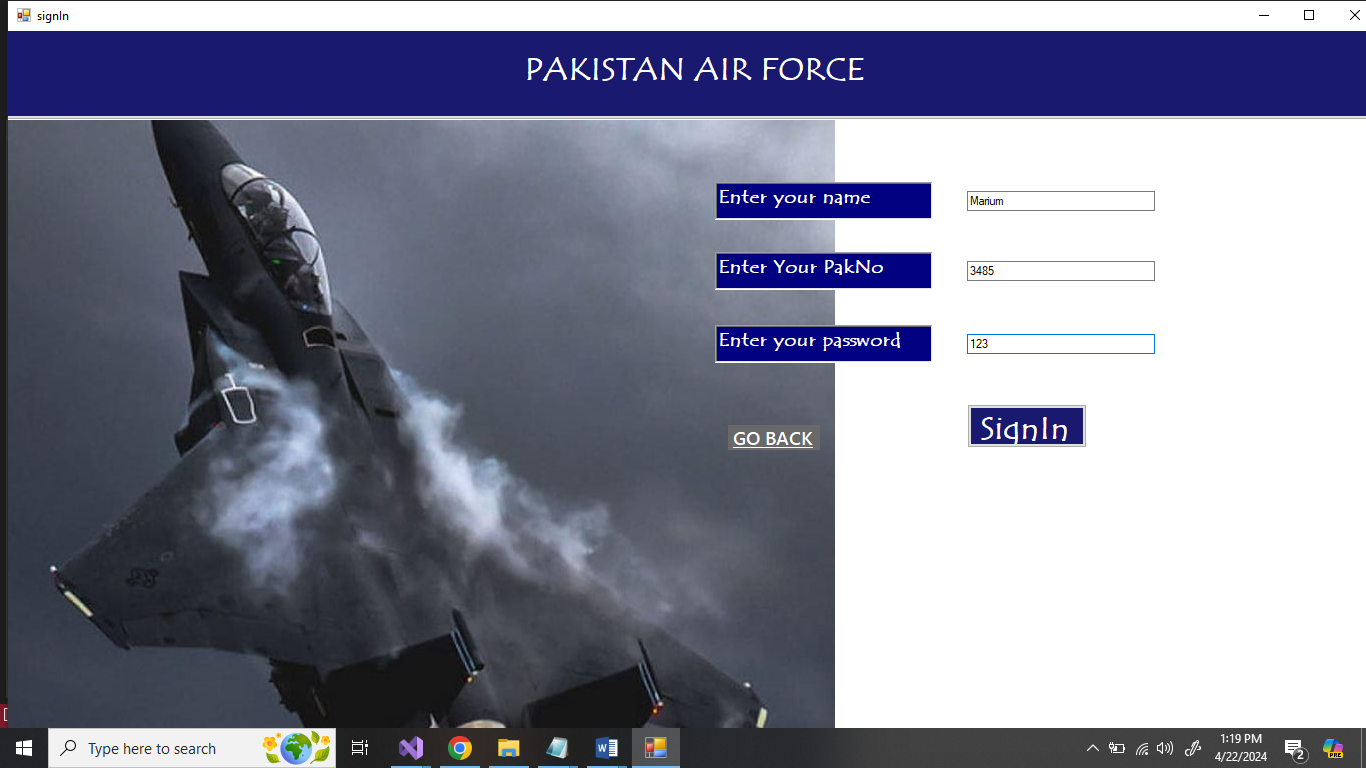 signIn
PAKISTAN AIR FORCE
Enter your name
Marium
Enter Your PakNo
3485
Enter your password
123
GO BACK
SignIn
Type here to search
1:19 PM
4/22/2024
2
PRE